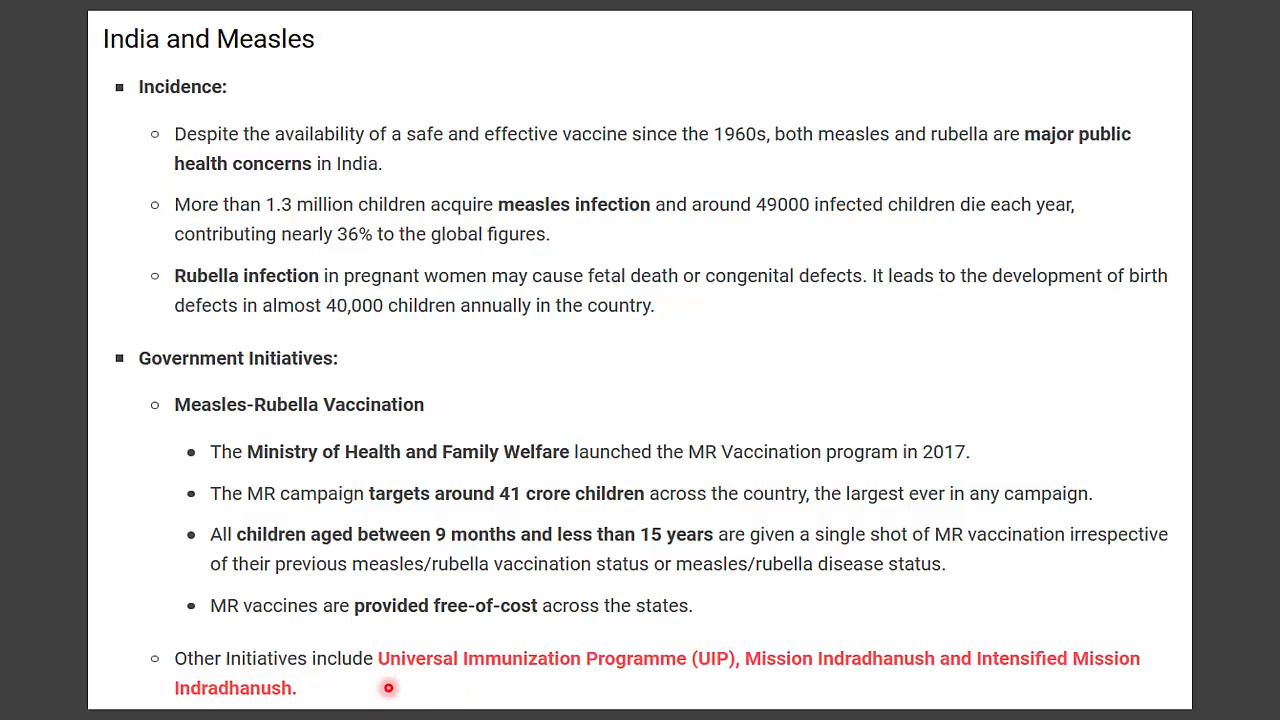 India and Measles
Incidence:
Despite the availability of a safe and effective vaccine since the 1960s, both measles and rubella are major public
health concerns in India.
More than 1.3 million children acquire measles infection and around 49000 infected children die each year,
contributing nearly 36% to the global figures.
Rubella infection in pregnant women may cause fetal death or congenital defects. It leads to the development of birth
defects in almost 40,000 children annually in the country.
Government Initiatives:
Measles-Rubella Vaccination
The Ministry of Health and Family Welfare launched the MR Vaccination program in 2017.
The MR campaign targets around 41 crore children across the country, the largest ever in any campaign.
All children aged between 9 months and less than 15 years are given a single shot of MR vaccination irrespective
of their previous measles/rubella vaccination status or measles/rubella disease status.
MR vaccines are provided free-of-cost across the states.
Other Initiatives include Universal Immunization Programme (UIP), Mission Indradhanush and Intensified Mission
Indradhanush.